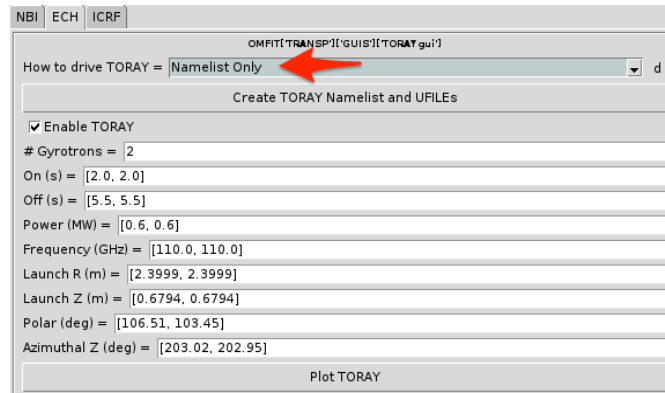 NBI ECH ICRF
OMFIT['TRANSP']['GUIS']['TORAY gui']
How to drive TORAY = Namelist Only d
Create TORAY Namelist and UFILEs
Enable TORAY
# Gyrotrons = 2
On (s) = [2.0, 2.0]
Off (s) = [5.5, 5.5]
Power (MW) = [0.6, 0.6]
Frequency (GHz) = [110.0, 110.0]
Launch R (m) = [2.3999, 2.3999]
Launch Z (m) = [0.6794, 0.6794]
Polar (deg) = [106.51, 103.45]
Azimuthal Z (deg) = [203.02, 202.95]
Plot TORAY